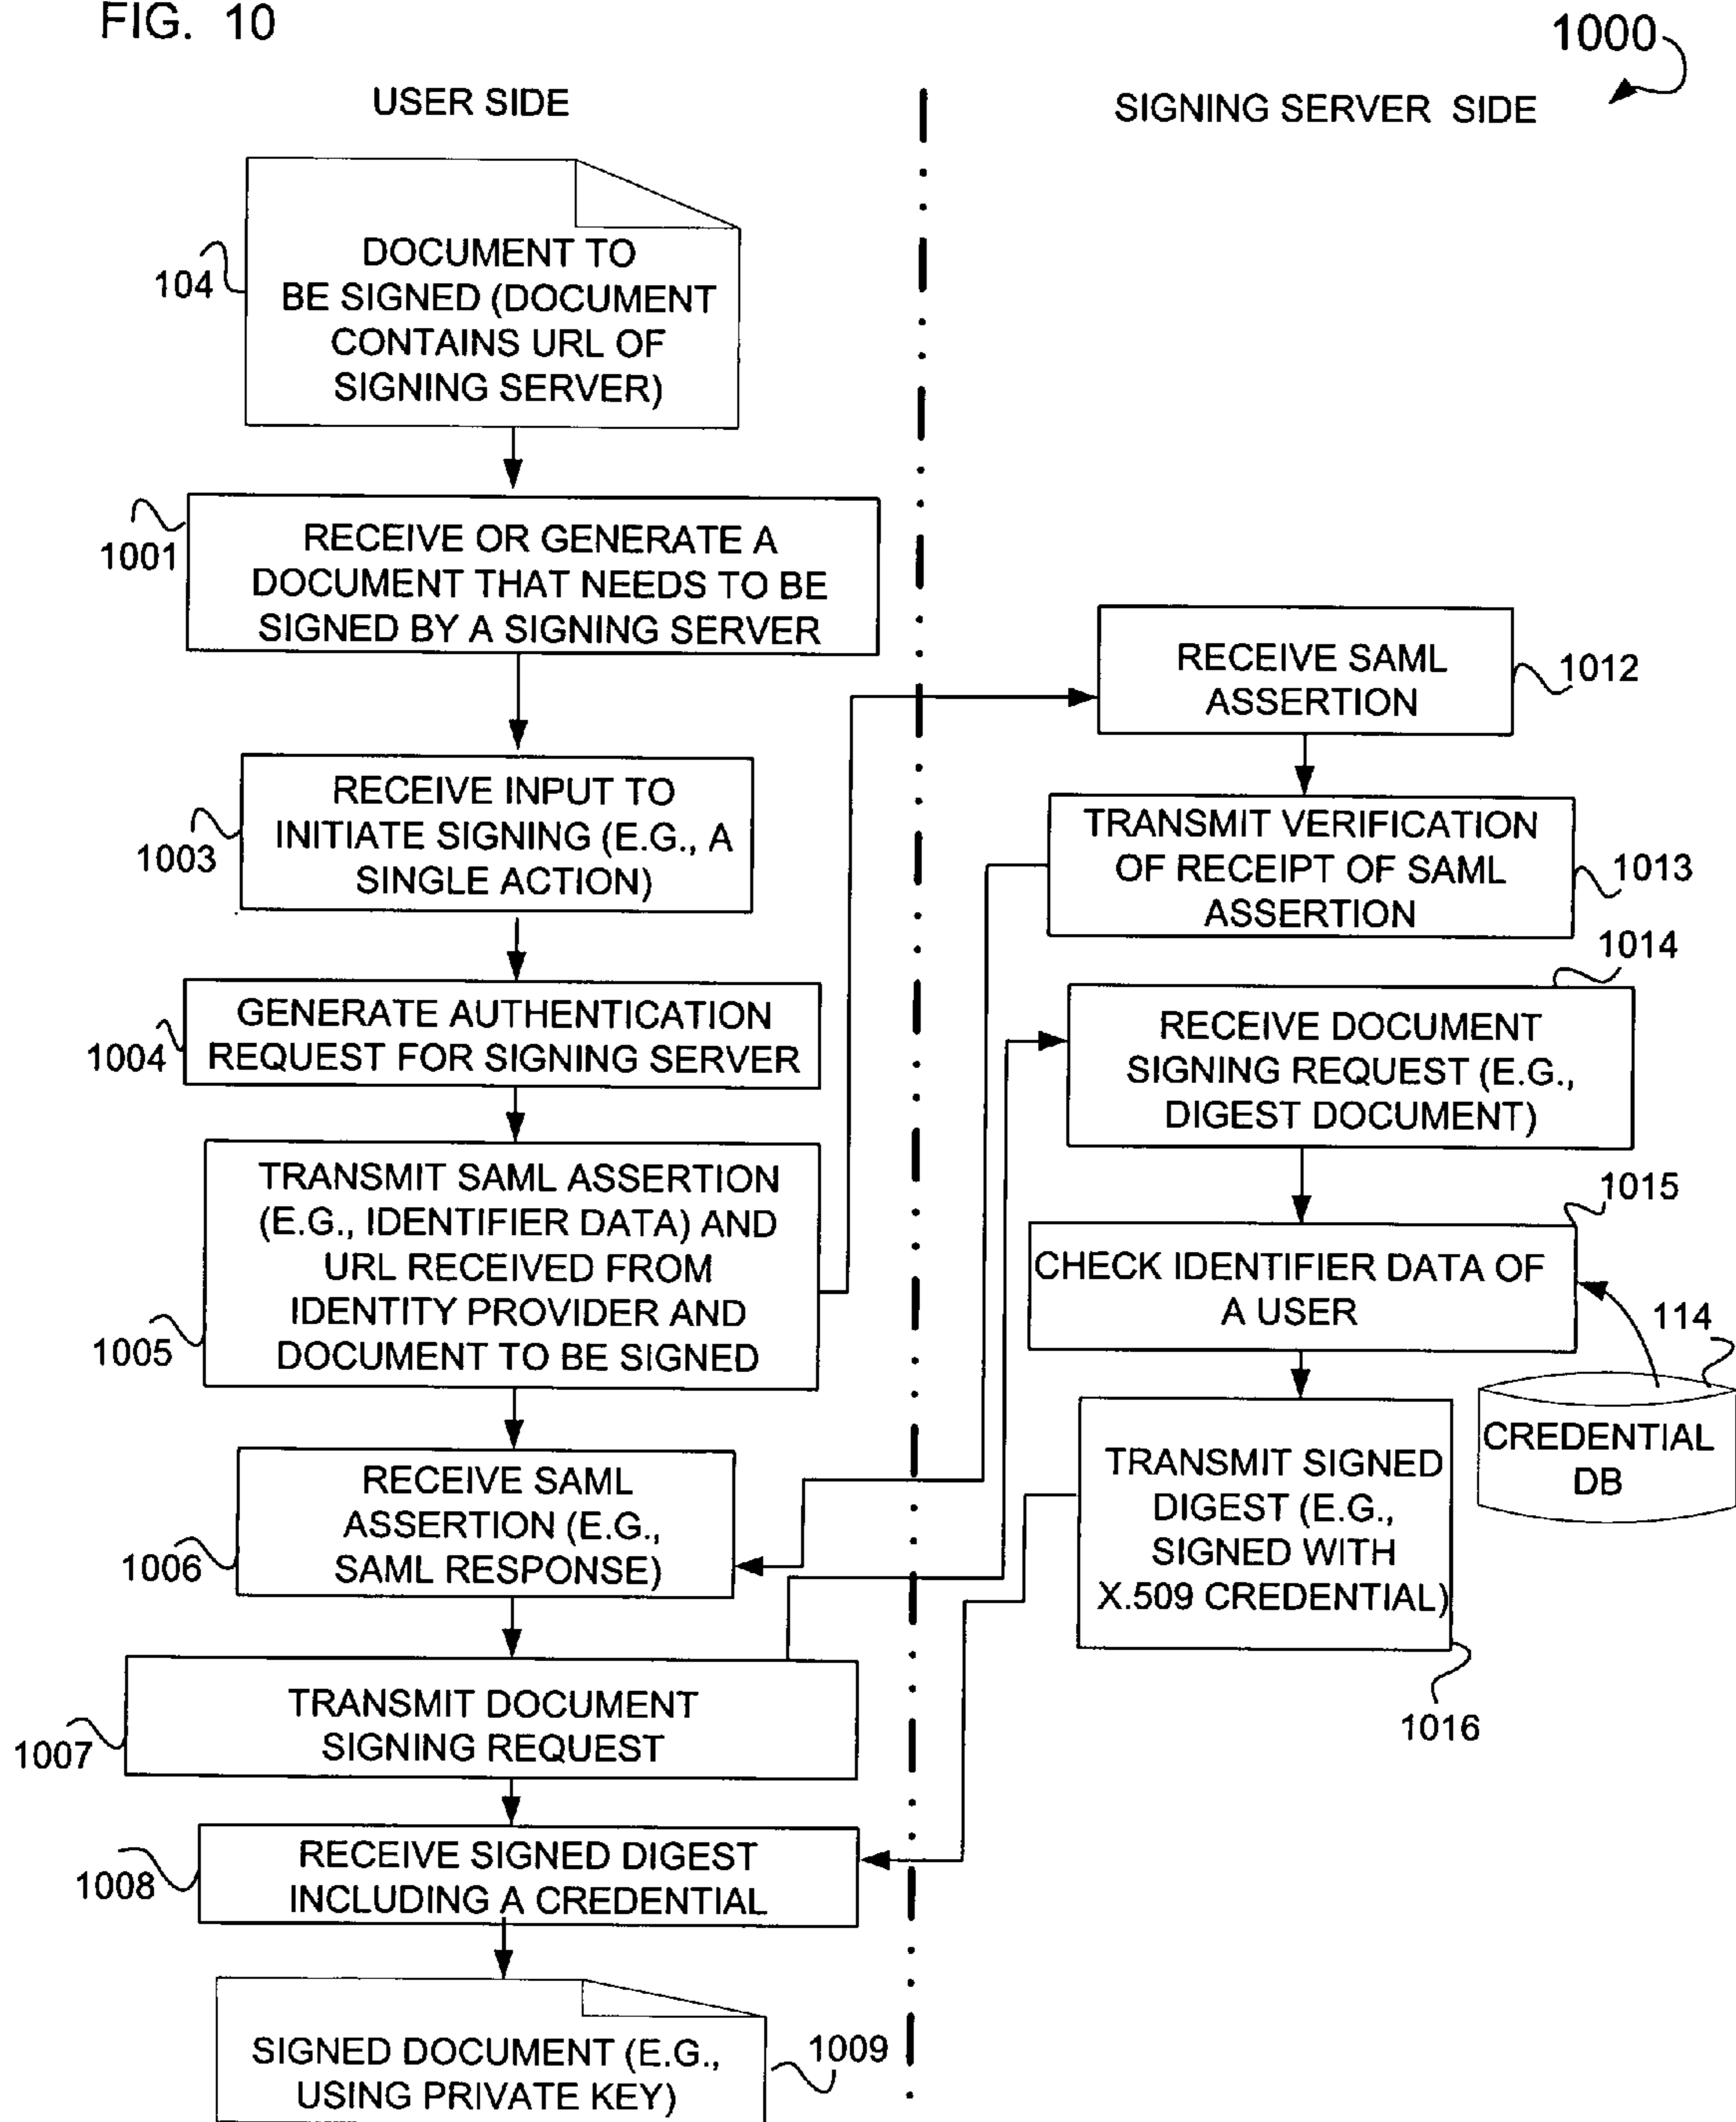 FIG. 10
1000
USER SIDE
SIGNING SERVER SIDE
DOCUMENT TO
BE SIGNED (DOCUMENT
CONTAINS URL OF
SIGNING SERVER)
104
RECEIVE OR GENERATE A
DOCUMENT THAT NEEDS TO BE
SIGNED BY A SIGNING SERVER
1001
RECEIVE INPUT TO
INITIATE SIGNING (E.G., A
SINGLE ACTION)
1003
GENERATE AUTHENTICATION
REQUEST FOR SIGNING SERVER
1004
TRANSMIT SAML ASSERTION
(E.G., IDENTIFIER DATA) AND
URL RECEIVED FROM
IDENTITY PROVIDER AND
DOCUMENT TO BE SIGNED
1005
RECEIVE SAML
ASSERTION (E.G.,
SAML RESPONSE)
1006
TRANSMIT DOCUMENT
SIGNING REQUEST
1007
RECEIVE SIGNED DIGEST
INCLUDING A CREDENTIAL
1008
SIGNED DOCUMENT (E.G.,
USING PRIVATE KEY)
1009
RECEIVE SAML
ASSERTION
1012
TRANSMIT VERIFICATION
OF RECEIPT OF SAML
ASSERTION
1013
1014
RECEIVE DOCUMENT
SIGNING REQUEST (E.G.,
DIGEST DOCUMENT)
1015
CHECK IDENTIFIER DATA OF
A USER
114
CREDENTIAL
DB
TRANSMIT SIGNED
DIGEST (E.G.,
SIGNED WITH
X.509 CREDENTIAL)
1016